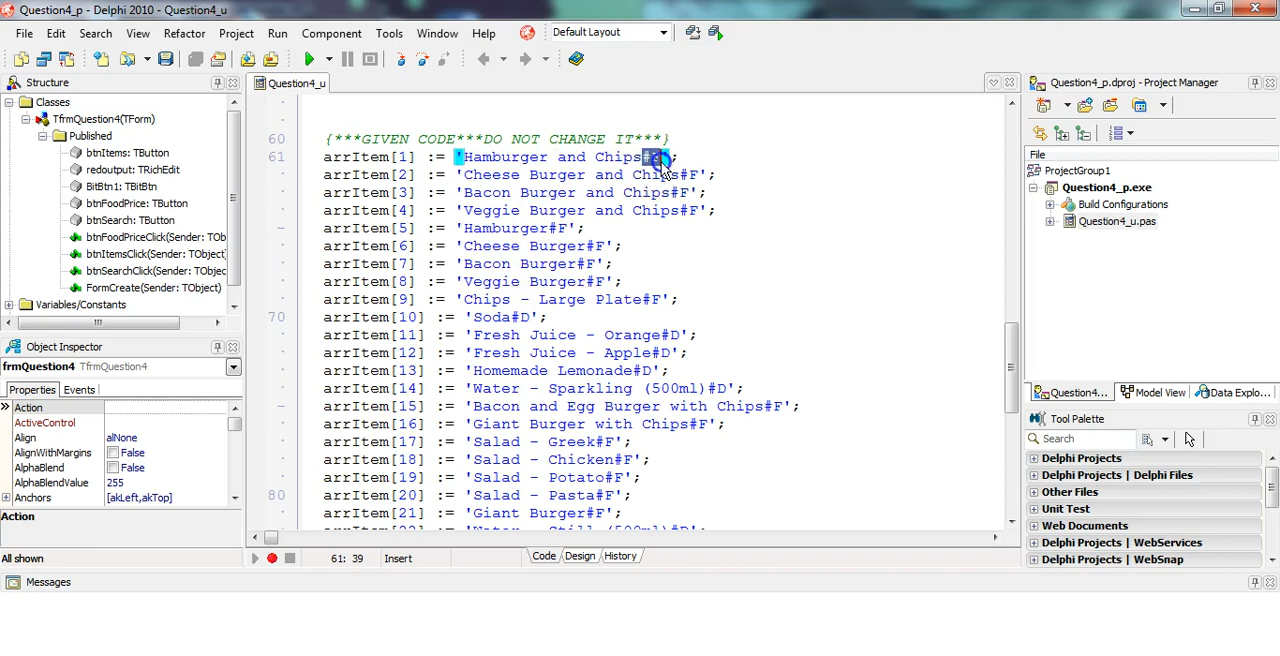 Question4_p - Delphi 2010 - Question4_u
File Edit Search View Refactor Project Run Component Tools Window Help Default Layout
Structure
Question4_u
Question4_p.dproj - Project Manager
Classes
TfrmQuestion4(TForm)
Published
btnItems: TButton
redoutput: TRichEdit
BitBtn1: TBitBtn
btnFoodPrice: TButton
btnSearch: TButton
btnFoodPriceClick(Sender: TOb
btnItemsClick(Sender: TObject)
btnSearchClick(Sender: TObject)
FormCreate(Sender: TObject)
Variables/Constants
Object Inspector
frmQuestion4 TfrmQuestion4
Properties Events
Action
ActiveControl
Align alNone
AlignWithMargins False
AlphaBlend False
AlphaBlendValue 255
Anchors [akLeft,akTop]
Action
All shown
60 {***GIVEN CODE***DO NOT CHANGE IT***}
61 arrItem[1] := 'Hamburger and Chips
arrItem[2] := 'Cheese Burger and Chips#F';
arrItem[3] := 'Bacon Burger and Chips#F';
arrItem[4] := 'Veggie Burger and Chips#F';
arrItem[5] := 'Hamburger#F';
arrItem[6] := 'Cheese Burger#F';
arrItem[7] := 'Bacon Burger#F';
arrItem[8] := 'Veggie Burger#F';
arrItem[9] := 'Chips - Large Plate#F';
70 arrItem[10] := 'Soda#D';
arrItem[11] := 'Fresh Juice - Orange#D';
arrItem[12] := 'Fresh Juice - Apple#D';
arrItem[13] := 'Homemade Lemonade#D';
arrItem[14] := 'Water - Sparkling (500ml)#D';
arrItem[15] := 'Bacon and Egg Burger with Chips#F';
arrItem[16] := 'Giant Burger with Chips#F';
arrItem[17] := 'Salad - Greek#F';
arrItem[18] := 'Salad - Chicken#F';
arrItem[19] := 'Salad - Potato#F';
80 arrItem[20] := 'Salad - Pasta#F';
arrItem[21] := 'Giant Burger#F';
arrItem[22] := 'Water - Still (500ml)#D';
61: 39 Insert Code Design History
File
ProjectGroup1
Question4_p.exe
Build Configurations
Question4_u.pas
Question4... Model View Data Explo...
Tool Palette
Search
Delphi Projects
Delphi Projects | Delphi Files
Other Files
Unit Test
Web Documents
Delphi Projects | WebServices
Delphi Projects | WebSnap
Messages